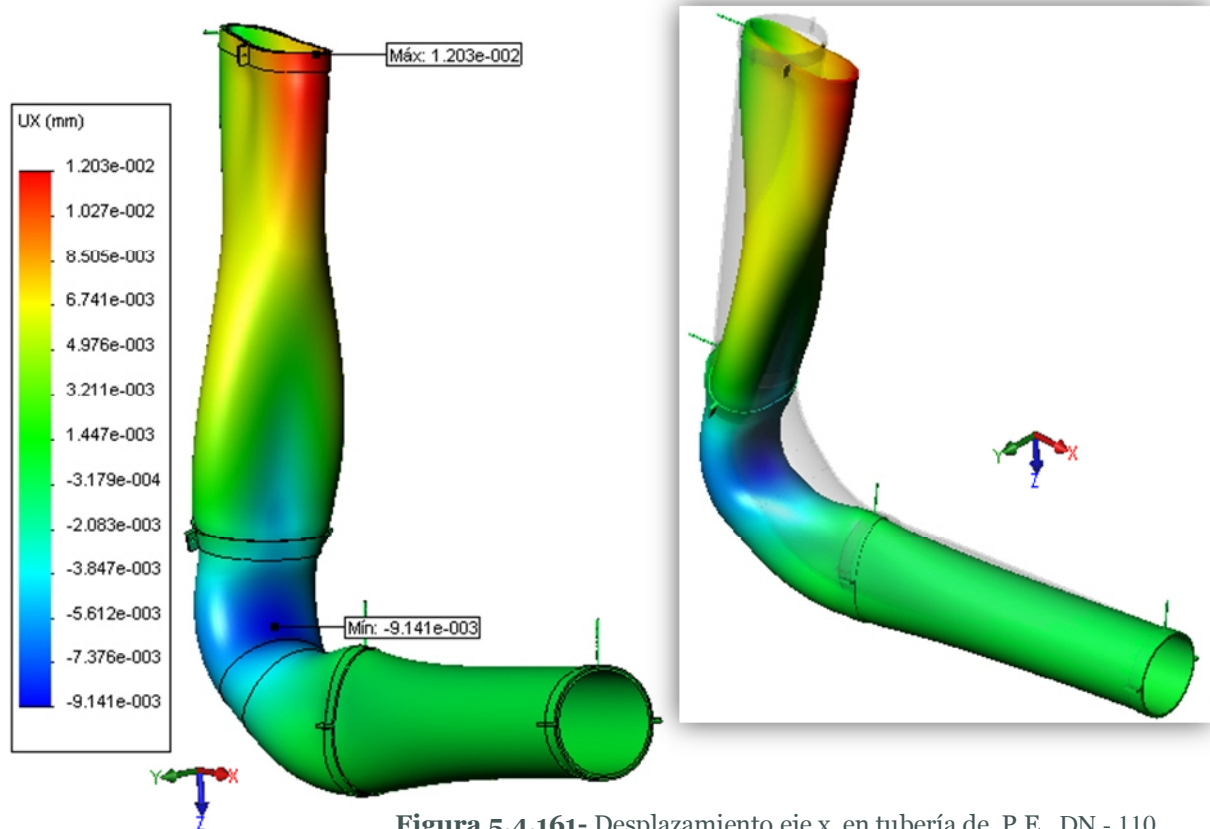 Máx: 1.203e-002
UX (mm)
1.203e-002
1.027e-002
8.505e-003
6.741e-003
4.976e-003
3.211e-003
1.447e-003
-3.179e-004
-2.083e-003
-3.847e-003
-5.612e-003
-7.376e-003
-9.141e-003
Mín: -9.141e-003
Y X
Z
Y X
Z
Figura 5.4.161- Desplazamiento eje x, en tubería de P.E. DN - 110